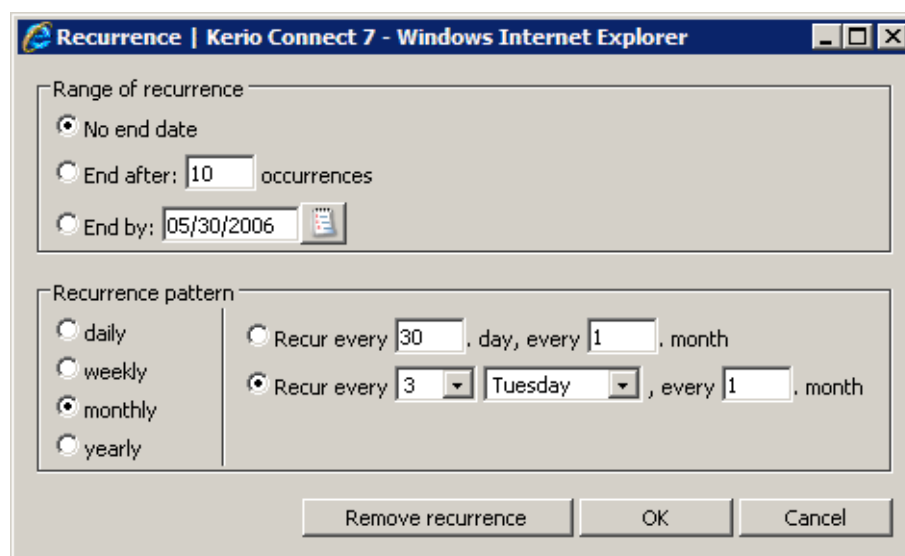 Recurrence | Kerio Connect 7 - Windows Internet Explorer
Range of recurrence
No end date
End after: 10 occurrences
End by: 05/30/2006
Recurrence pattern
daily
Recur every 30 . day, every 1 . month
weekly
Recur every 3 Tuesday , every 1 . month
monthly
yearly
Remove recurrence OK Cancel